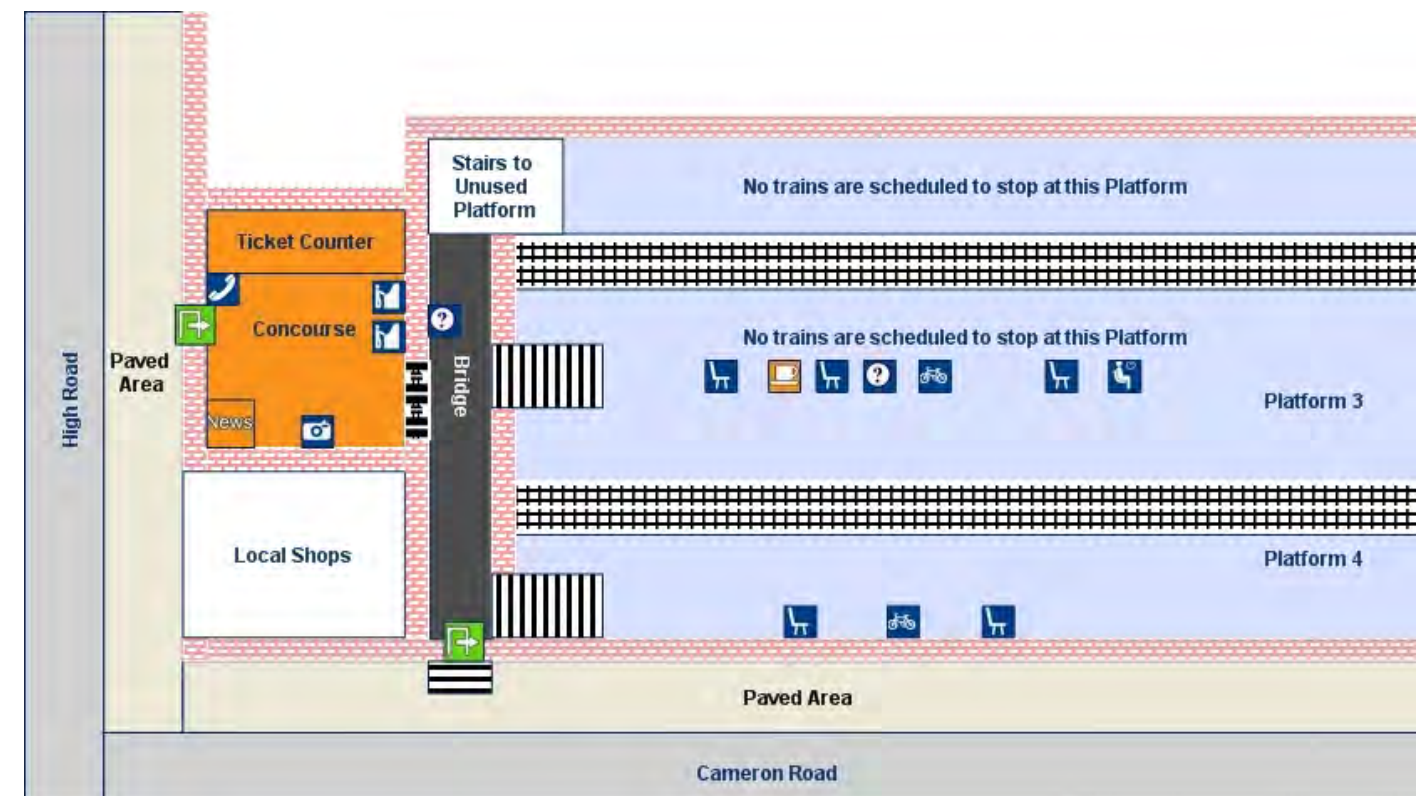 Stairs to
Unused
Platform
No trains are scheduled to stop at this Platform
Ticket Counter
?
Concourse
No trains are scheduled to stop at this Platform
?
High Road
Paved
Area
Bridge
Platform 3
News
Local Shops
Platform 4
Paved Area
Cameron Road